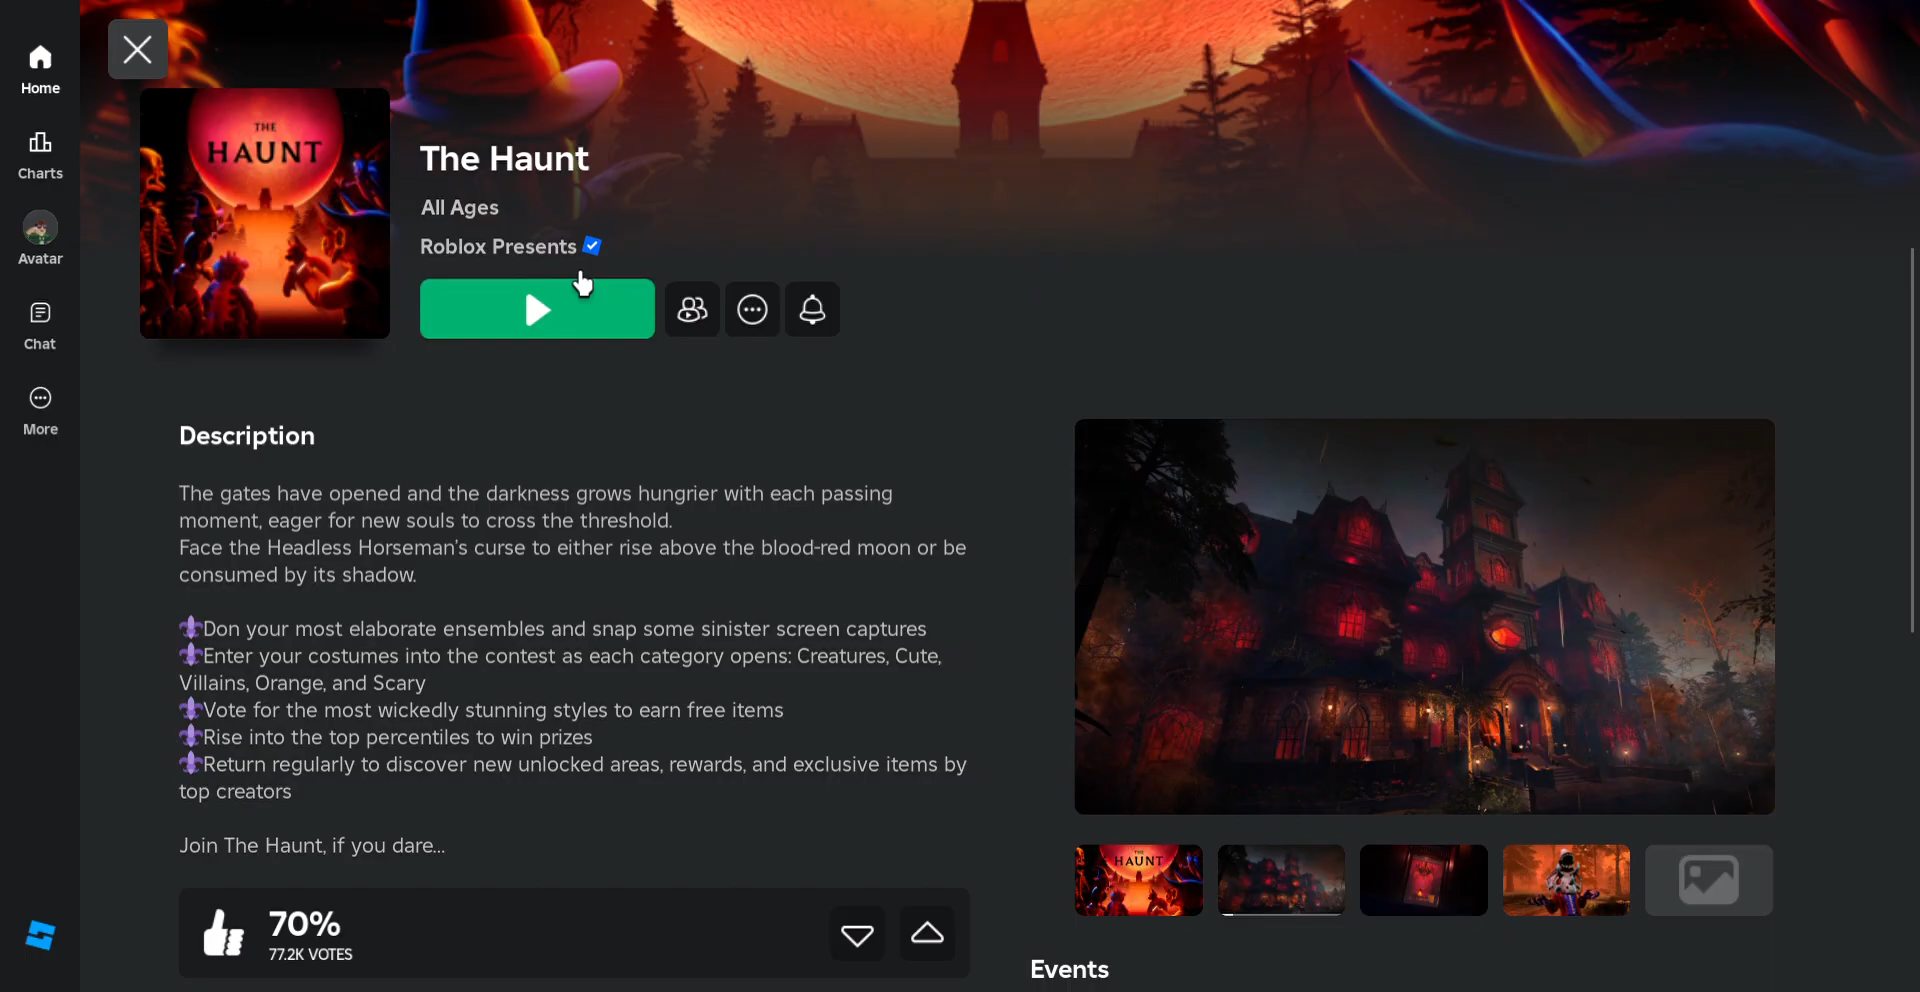 Home
Charts
Avatar
Chat
More
THE
HAUNT
The Haunt
All Ages
Roblox Presents
Description
The gates have opened and the darkness grows hungrier with each passing
moment, eager for new souls to cross the threshold.
Face the Headless Horseman's curse to either rise above the blood-red moon or be
consumed by its shadow.
⚜Don your most elaborate ensembles and snap some sinister screen captures
⚜Enter your costumes into the contest as each category opens: Creatures, Cute,
Villains, Orange, and Scary
⚜Vote for the most wickedly stunning styles to earn free items
⚜Rise into the top percentiles to win prizes
⚜Return regularly to discover new unlocked areas, rewards, and exclusive items by
top creators
Join The Haunt, if you dare...
70%
77.2K VOTES
THE
HAUNT
Events